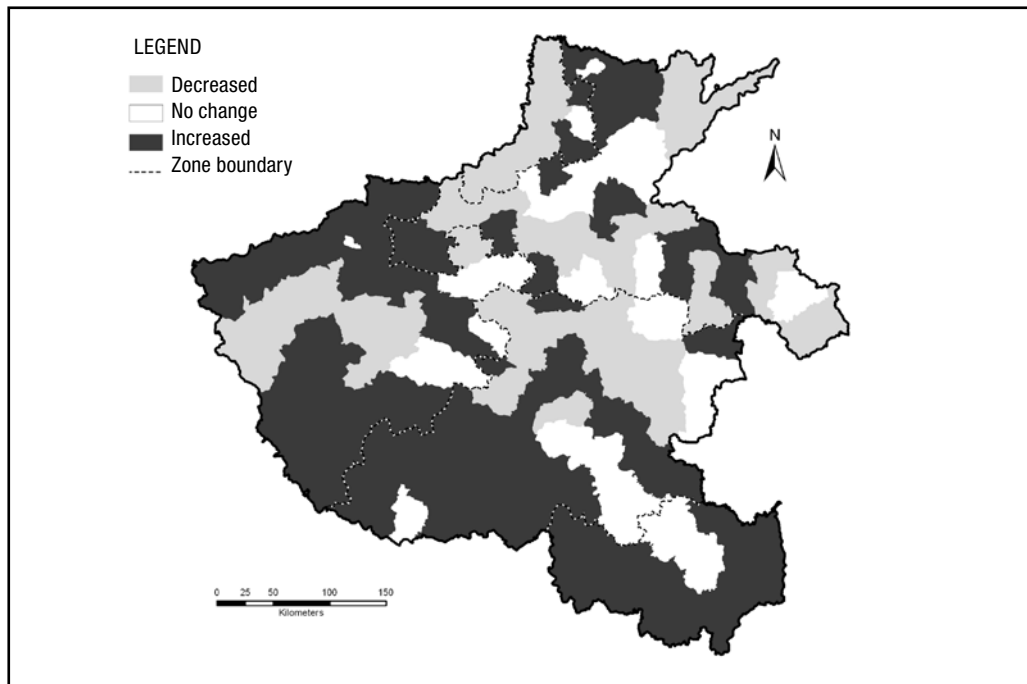 LEGEND
Decreased
No change
Increased
Zone boundary
N
0 25 50 100 150
Kilometers